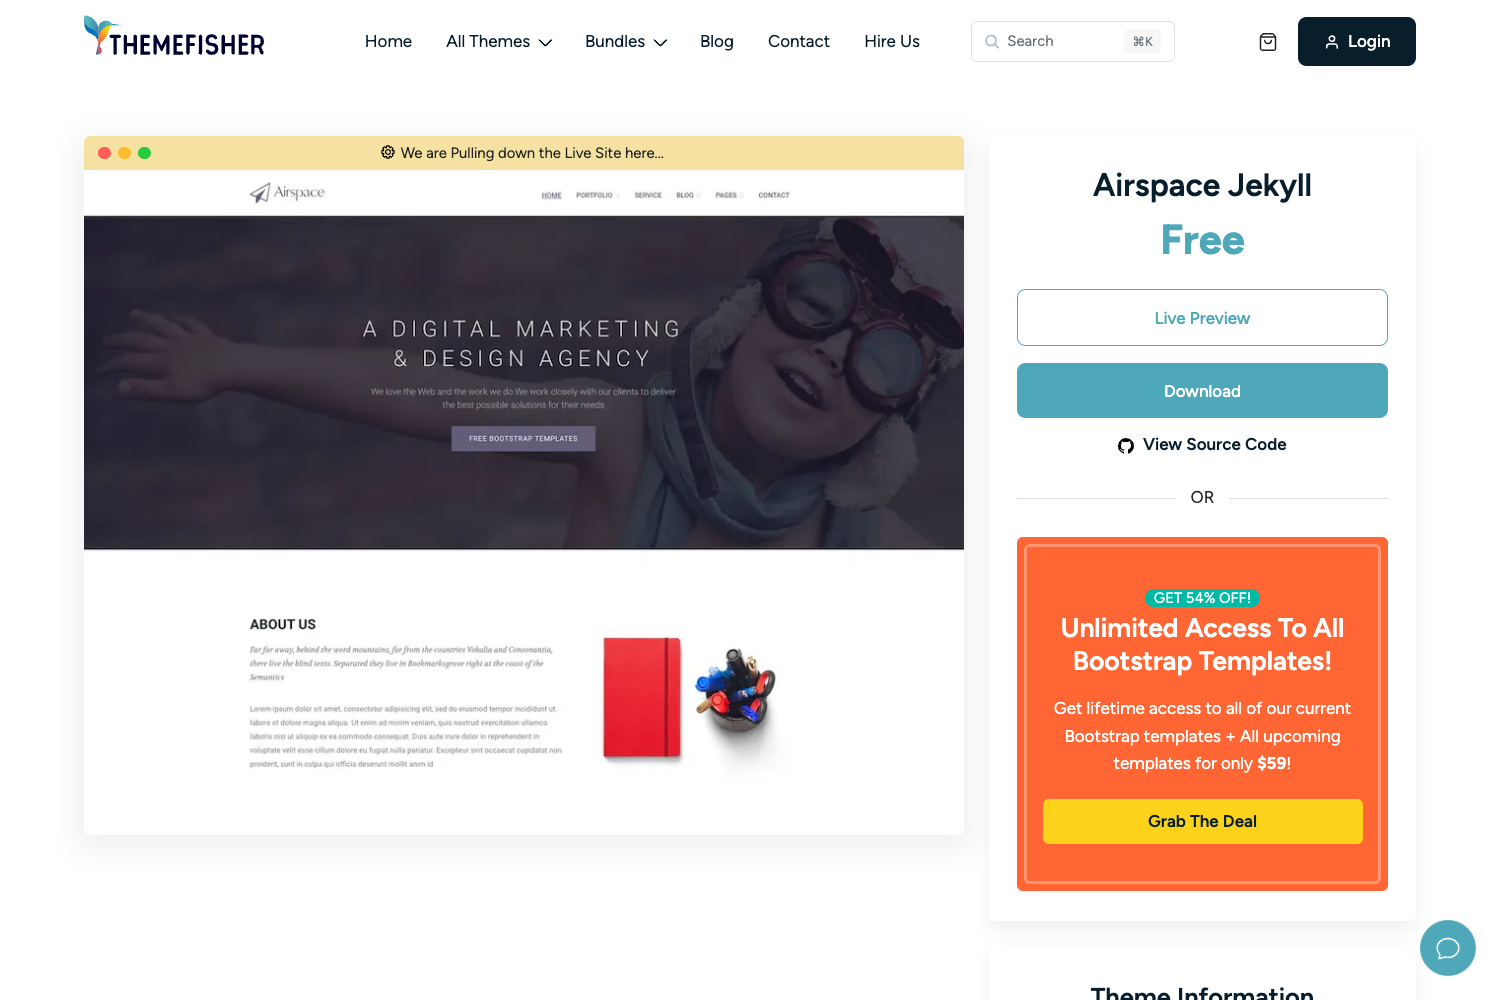 THEMEFISHER
Home
All Themes
Bundles
Blog
Contact
Hire Us
Search
⌘K
Login
We are Pulling down the Live Site here...
Airspace
HOME
PORTFOLIO
SERVICE
BLOG
PAGES
CONTACT
A DIGITAL MARKETING
& DESIGN AGENCY
We love the Web and the work we do.We work closely with our clients to deliver
the best possible solutions for their needs
FREE BOOTSTRAP TEMPLATES
ABOUT US
Far far away, behind the word mountains, far from the countries Vokalia and Consonantia,
there live the blind texts. Separated they live in Bookmarksgrove right at the coast of the
Semantics
Lorem ipsum dolor sit amet, consectetur adipisicing elit, sed do eiusmod tempor incididunt ut
labore et dolore magna aliqua. Ut enim ad minim veniam, quis nostrud exercitation ullamco
laboris nisi ut aliquip ex ea commodo consequat. Duis aute irure dolor in reprehenderit in
voluptate velit esse cillum dolore eu fugiat nulla pariatur. Excepteur sint occaecat cupidatat non
proident, sunt in culpa qui officia deserunt mollit anim id
Airspace Jekyll
Free
Live Preview
Download
View Source Code
OR
GET 54% OFF!
Unlimited Access To All
Bootstrap Templates!
Get lifetime access to all of our current
Bootstrap templates + All upcoming
templates for only $59!
Grab The Deal
Theme Information